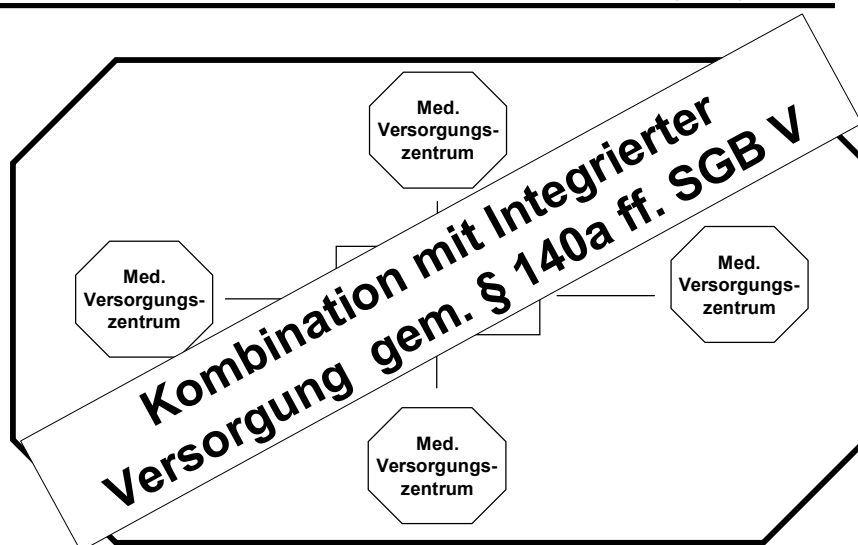 Med.
Versorgungs-
zentrum
Kombination mit Integrierter
Versorgung gem. § 140a ff. SGB V
Med.
Versorgungs-
zentrum
Med.
Versorgungs-
zentrum
Med.
Versorgungs-
zentrum